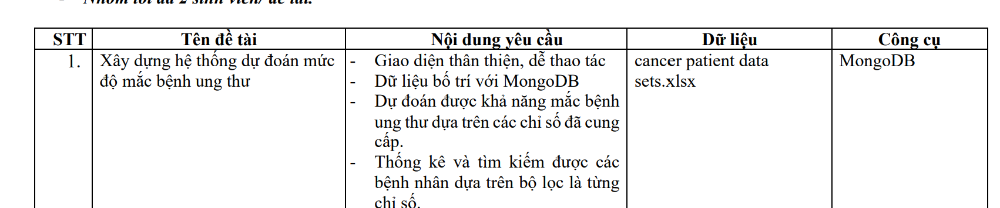 - Nhóm tối đa 2 sinh viên/ đề tài.
STT Tên đề tài Nội dung yêu cầu Dữ liệu Công cụ
1. Xây dựng hệ thống dự đoán mức - Giao diện thân thiện, dễ thao tác cancer patient data MongoDB
độ mắc bệnh ung thư - Dữ liệu bố trí với MongoDB sets.xlsx
- Dự đoán được khả năng mắc bệnh
ung thư dựa trên các chỉ số đã cung
cấp.
- Thống kê và tìm kiếm được các
bệnh nhân dựa trên bộ lọc là từng
chỉ số.